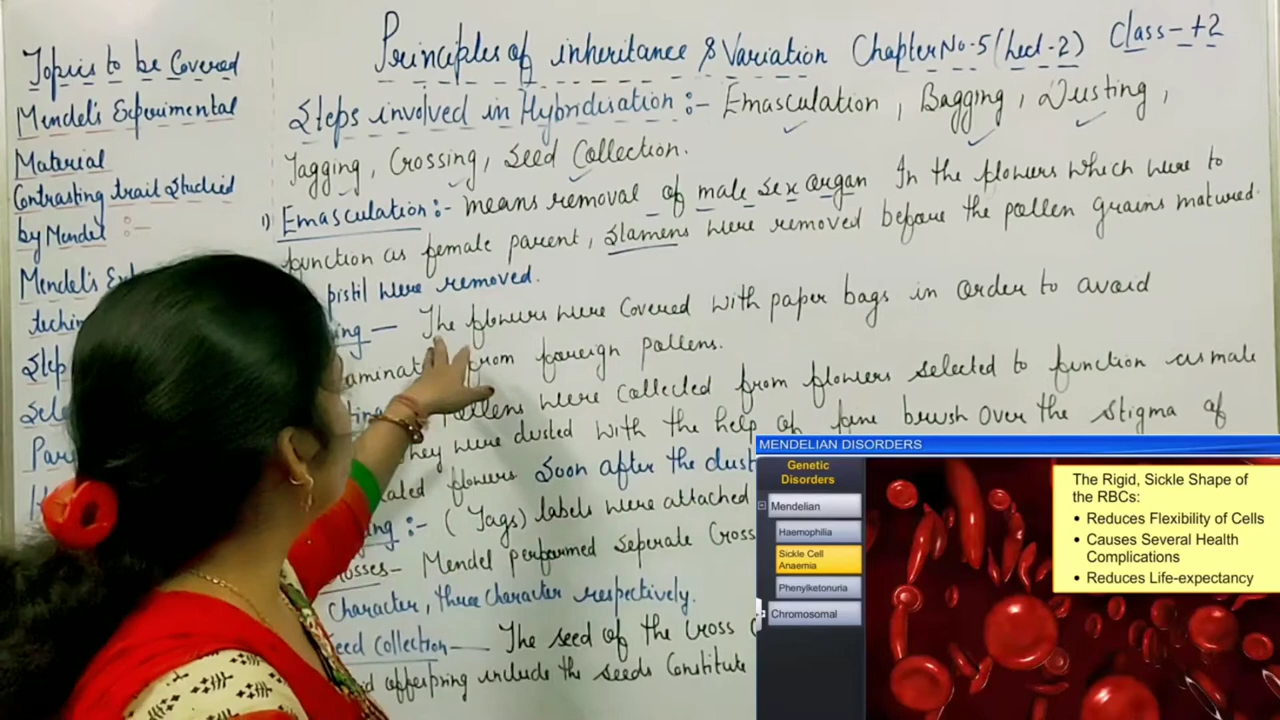 Principles of inheritance & Variation Chapter No-5 (Lect-2) Class-+2
Topics to be Covered
Mendel's Experimental
Material
Contrasting trait Studied
by Mendel :-
Mendel's
Step
Steps involved in Hybridisation :- Emasculation, Bagging, Dusting,
Tagging, Crossing, Seed Collection.
1) Emasculation :- means removal of male sex organ In the flowers which were to
function as female parent, stamens were removed before the pollen grains matured.
pistil were removed.
The flowers were Covered with paper bags in order to avoid
from foreign pollens.
pollens were collected from flowers selected to function as male
They were dusted with the help of fine brush over the stigma of
flowers Soon after the dust
:- (Tags) labels were attached
Mendel performed Seperate Cross
Character, three character respectively.
eed Collection- The seed of the Cross
offspring include the seeds Constitute
MENDELIAN DISORDERS
Genetic
Disorders
Mendelian
Haemophilia
Sickle Cell
Anaemia
Phenylketonuria
Chromosomal
The Rigid, Sickle Shape of
the RBCs:
• Reduces Flexibility of Cells
• Causes Several Health
Complications
• Reduces Life-expectancy